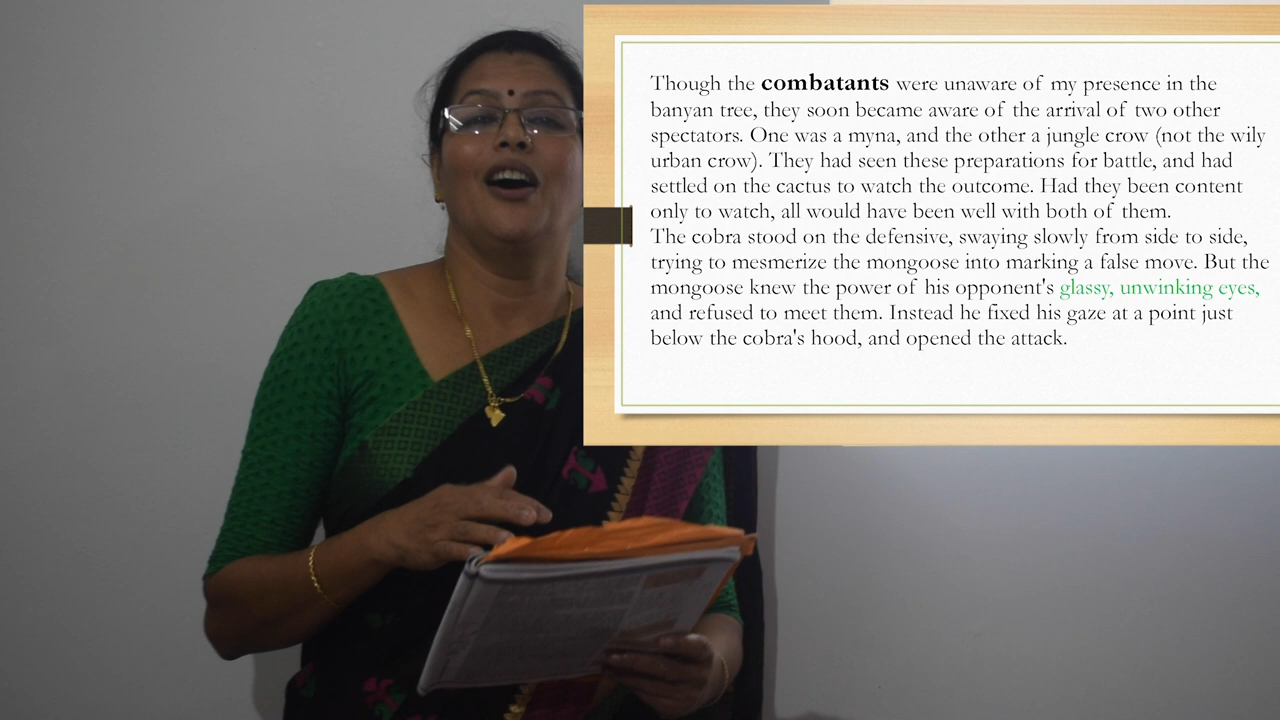 Though the combatants were unaware of my presence in the
banyan tree, they soon became aware of the arrival of two other
spectators. One was a myna, and the other a jungle crow (not the wily
urban crow). They had seen these preparations for battle, and had
settled on the cactus to watch the outcome. Had they been content
only to watch, all would have been well with both of them.
The cobra stood on the defensive, swaying slowly from side to side,
trying to mesmerize the mongoose into marking a false move. But the
mongoose knew the power of his opponent's glassy, unwinking eyes,
and refused to meet them. Instead he fixed his gaze at a point just
below the cobra's hood, and opened the attack.